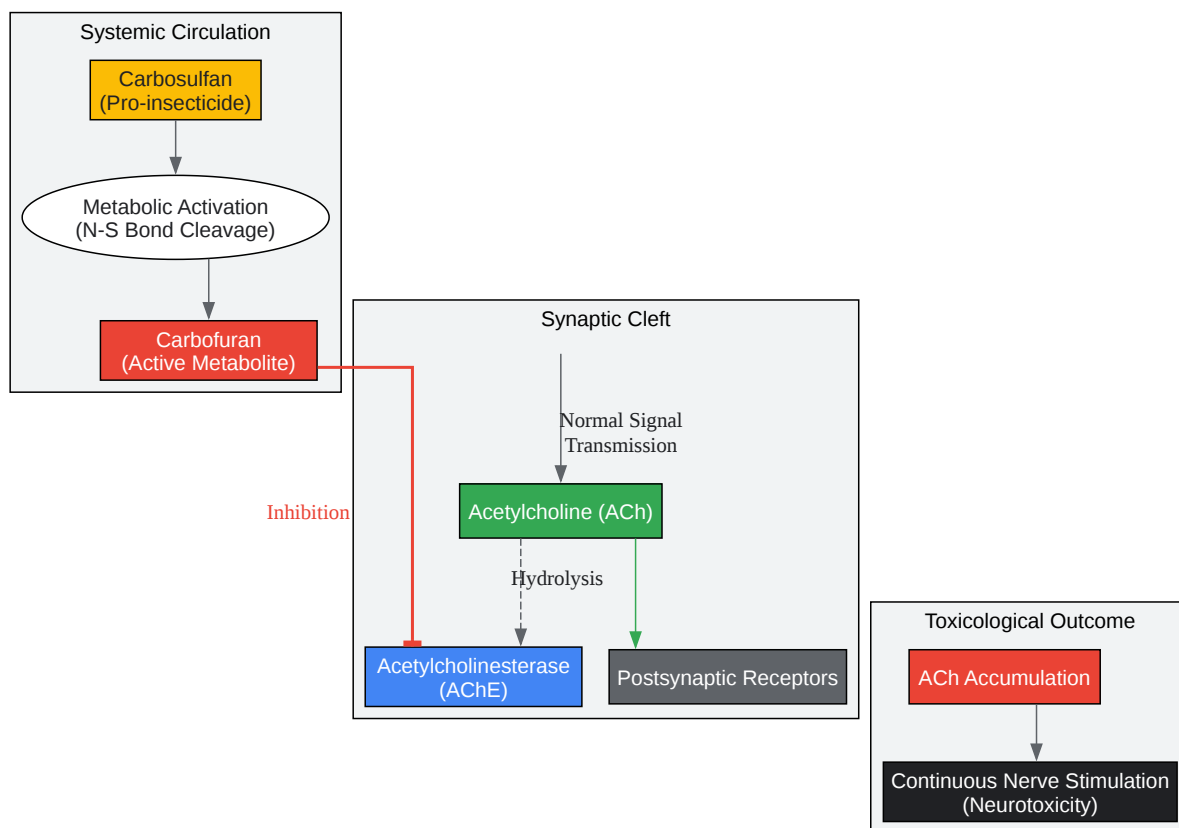 Systemic Circulation
Carbosulfan
(Pro-insecticide)
Metabolic Activation
(N-S Bond Cleavage)
Carbofuran
(Active Metabolite)
Inhibition
Synaptic Cleft
Normal Signal
Transmission
Acetylcholine (ACh)
Hydrolysis
Acetylcholinesterase
(AChE)
Postsynaptic Receptors
Toxicological Outcome
ACh Accumulation
Continuous Nerve Stimulation
(Neurotoxicity)